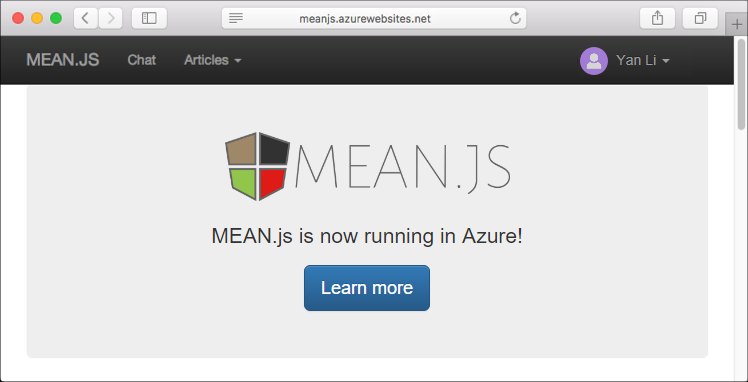 meanjs.azurewebsites.net
MEAN.JS Chat Articles Yan Li
MEAN.JS
MEAN.js is now running in Azure!
Learn more